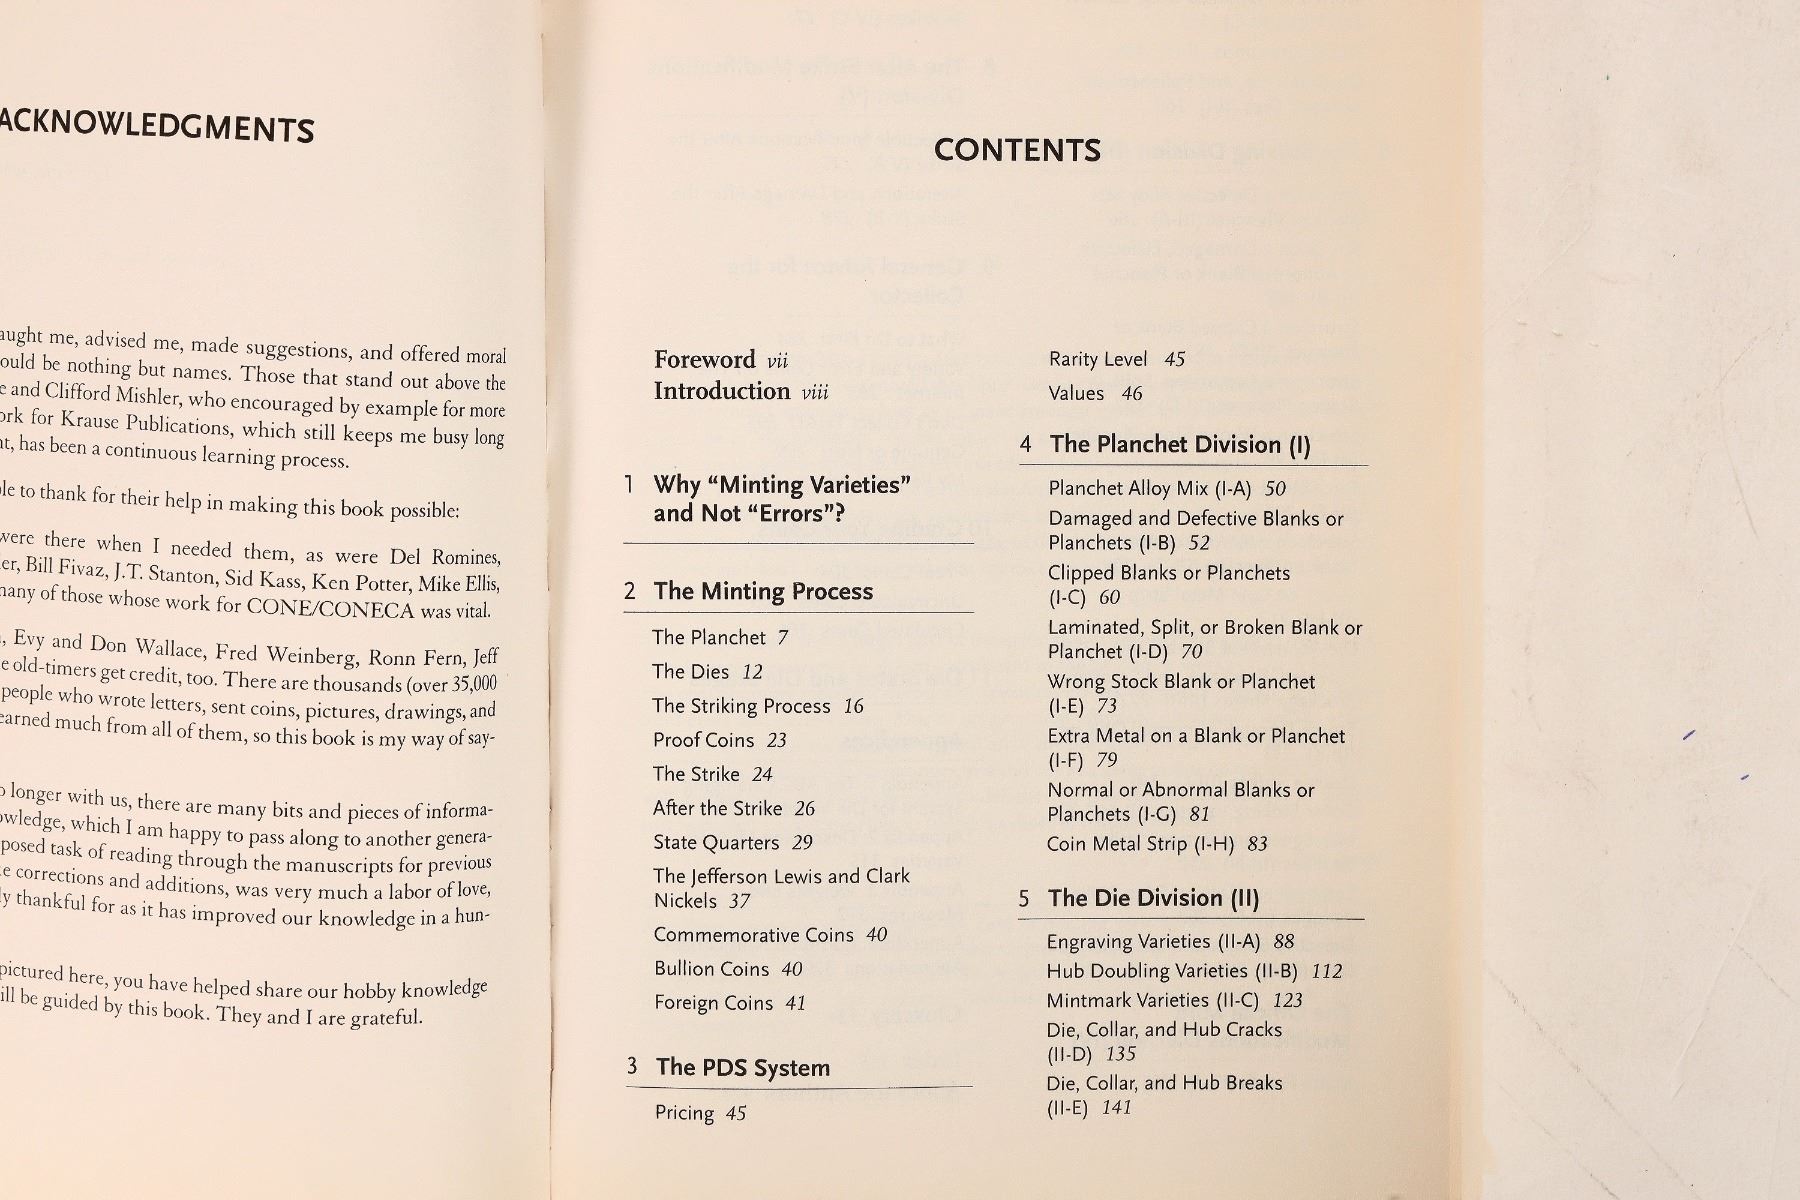 ACKNOWLEDGMENTS
aught me, advised me, made suggestions, and offered moral
ould be nothing but names. Those that stand out above the
and Clifford Mishler, who encouraged by example for more
ork for Krause Publications, which still keeps me busy long
has been a continuous learning process.
to thank for their help in making this book possible:
were there when I needed them, as were Del Romines,
Bill Fivaz, J.T. Stanton, Sid Kass, Ken Potter, Mike Ellis,
many of those whose work for CONE/CONECA was vital.
Evy and Don Wallace, Fred Weinberg, Ronn Fern, Jeff
old-timers get credit, too. There are thousands (over 35,000
people who wrote letters, sent coins, pictures, drawings, and
earned much from all of them, so this book is my way of say-
longer with us, there are many bits and pieces of informa-
owledge, which I am happy to pass along to another genera-
posed task of reading through the manuscripts for previous
corrections and additions, was very much a labor of love,
thankful for as it has improved our knowledge in a hun-
pictured here, you have helped share our hobby knowledge
ill be guided by this book. They and I are grateful.
CONTENTS
Foreword vii
Introduction viii
1 Why “Minting Varieties”
and Not “Errors”?
2 The Minting Process
The Planchet 7
The Dies 12
The Striking Process 16
Proof Coins 23
The Strike 24
After the Strike 26
State Quarters 29
The Jefferson Lewis and Clark
Nickels 37
Commemorative Coins 40
Bullion Coins 40
Foreign Coins 41
3 The PDS System
Pricing 45
Rarity Level 45
Values 46
4 The Planchet Division (I)
Planchet Alloy Mix (I-A) 50
Damaged and Defective Blanks or
Planchets (I-B) 52
Clipped Blanks or Planchets
(I-C) 60
Laminated, Split, or Broken Blank or
Planchet (I-D) 70
Wrong Stock Blank or Planchet
(I-E) 73
Extra Metal on a Blank or Planchet
(I-F) 79
Normal or Abnormal Blanks or
Planchets (I-G) 81
Coin Metal Strip (I-H) 83
5 The Die Division (II)
Engraving Varieties (II-A) 88
Hub Doubling Varieties (II-B) 112
Mintmark Varieties (II-C) 123
Die, Collar, and Hub Cracks
(II-D) 135
Die, Collar, and Hub Breaks
(II-E) 141